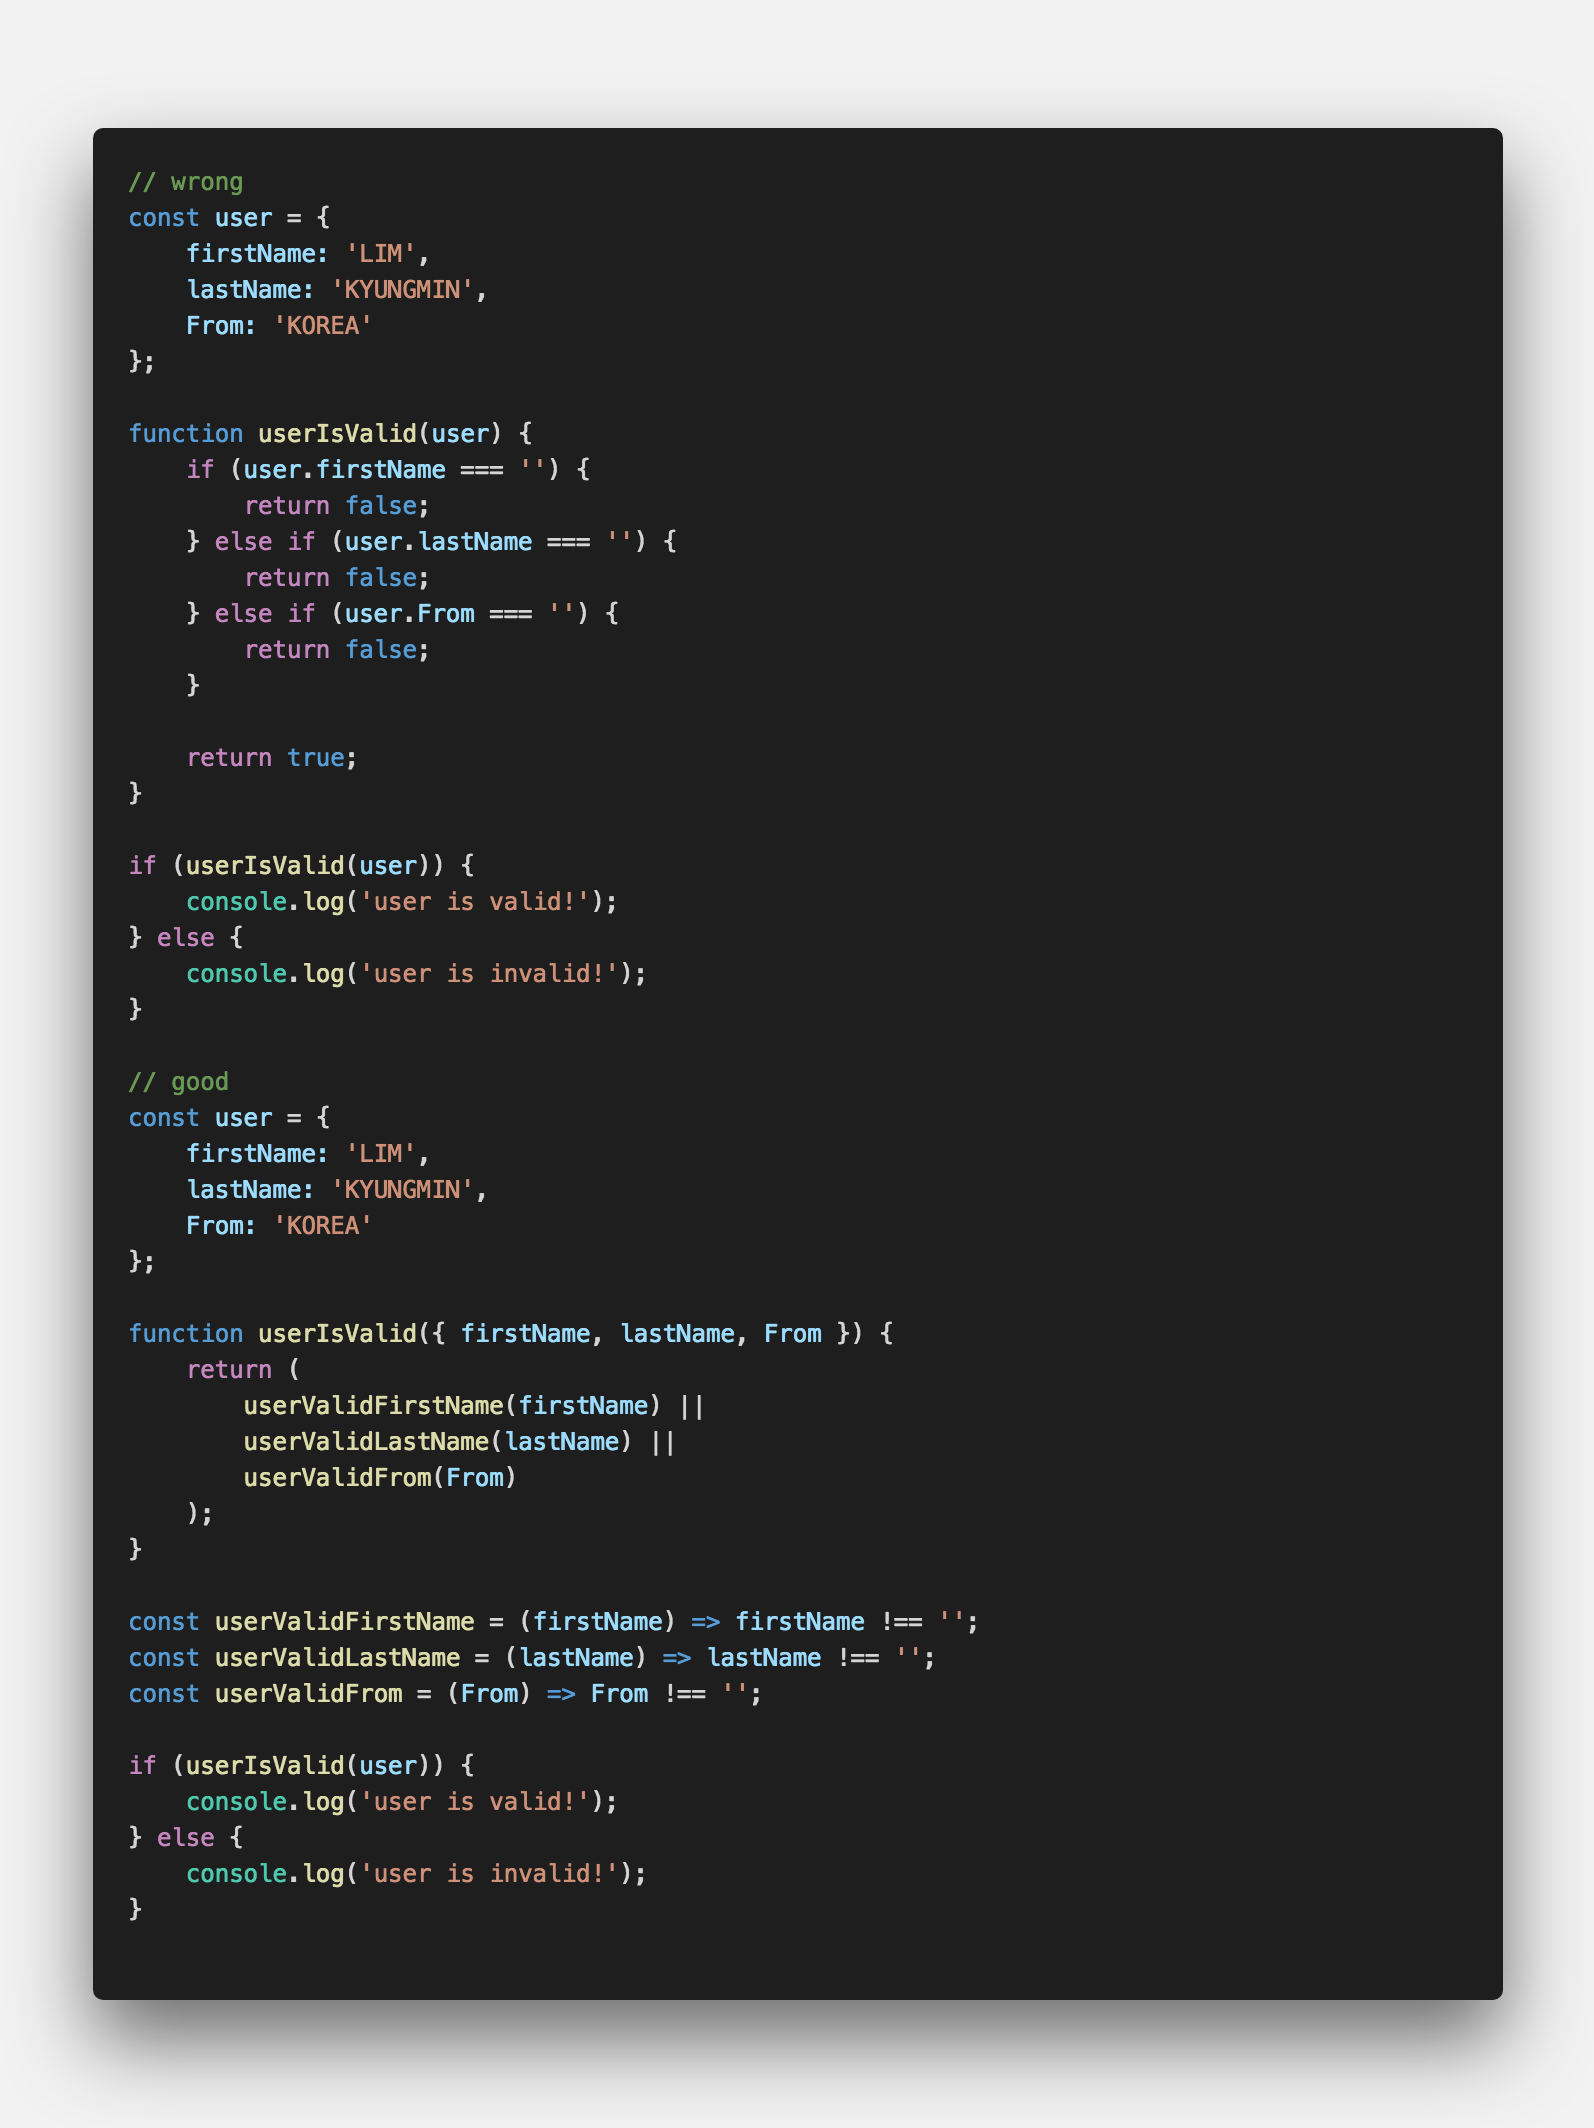 // wrong
const user = {
    firstName: 'LIM',
    lastName: 'KYUNGMIN',
    From: 'KOREA'
};

function userIsValid(user) {
    if (user.firstName === '') {
        return false;
    } else if (user.lastName === '') {
        return false;
    } else if (user.From === '') {
        return false;
    }

    return true;
}

if (userIsValid(user)) {
    console.log('user is valid!');
} else {
    console.log('user is invalid!');
}

// good
const user = {
    firstName: 'LIM',
    lastName: 'KYUNGMIN',
    From: 'KOREA'
};

function userIsValid({ firstName, lastName, From }) {
    return (
        userValidFirstName(firstName) ||
        userValidLastName(lastName) ||
        userValidFrom(From)
    );
}

const userValidFirstName = (firstName) => firstName !== '';
const userValidLastName = (lastName) => lastName !== '';
const userValidFrom = (From) => From !== '';

if (userIsValid(user)) {
    console.log('user is valid!');
} else {
    console.log('user is invalid!');
}